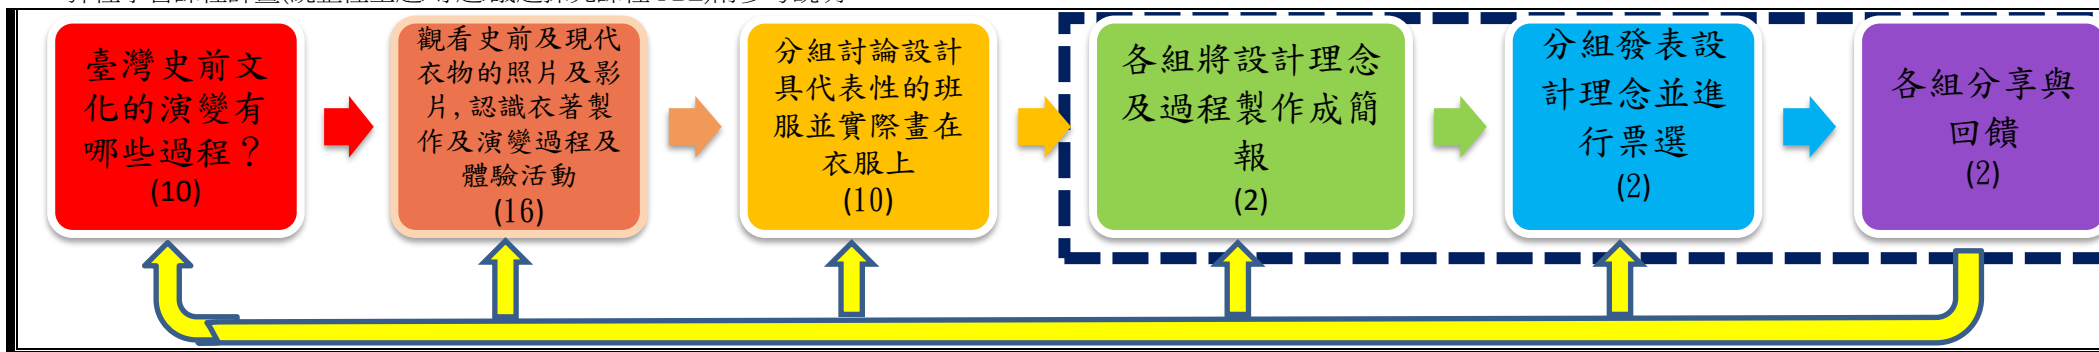 臺灣史前文
化的演變有
哪些過程？
(10)
觀看史前及現代
衣物的照片及影
片,認識衣著製
作及演變過程及
體驗活動
(16)
分組討論設計
具代表性的班
服並實際畫在
衣服上
(10)
各組將設計理念
及過程製作成簡
報
(2)
分組發表設
計理念並進
行票選
(2)
各組分享與
回饋
(2)